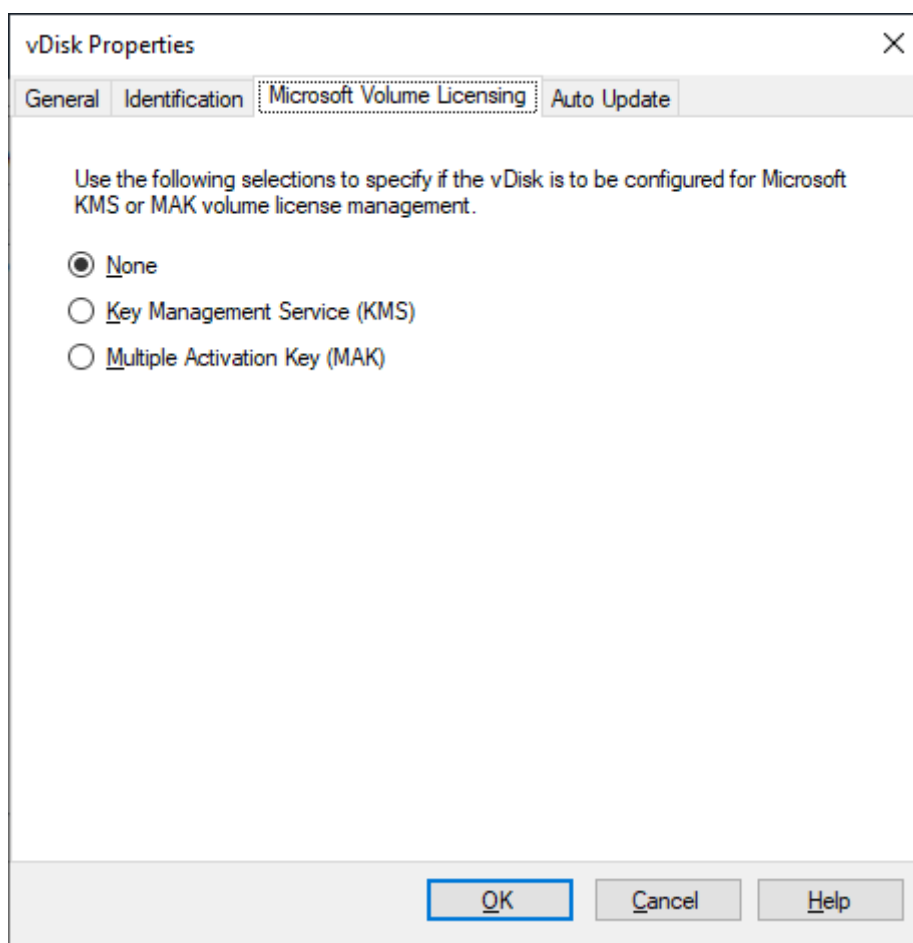 vDisk Properties
General Identification Microsoft Volume Licensing Auto Update
Use the following selections to specify if the vDisk is to be configured for Microsoft
KMS or MAK volume license management.
None
Key Management Service (KMS)
Multiple Activation Key (MAK)
OK Cancel Help